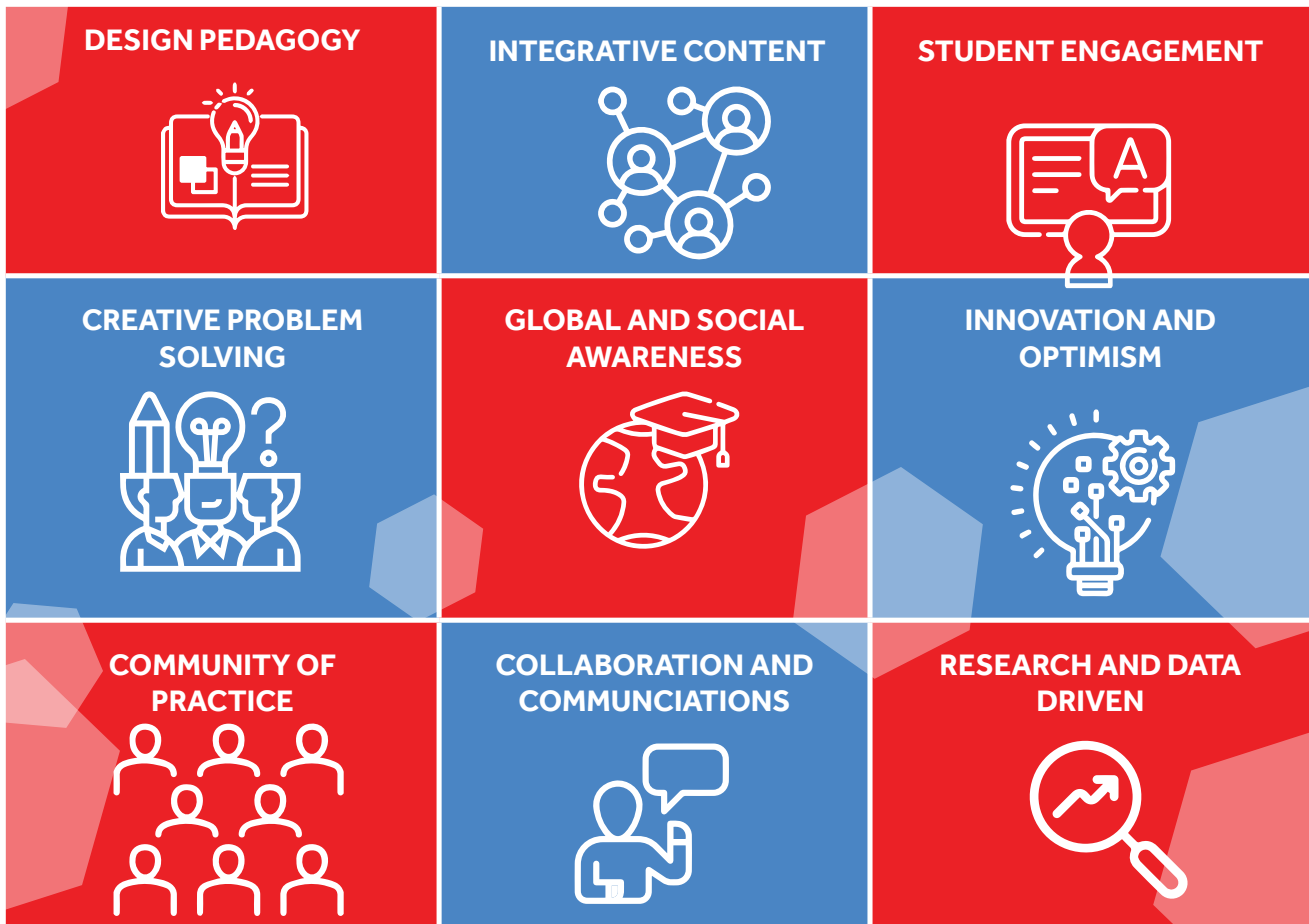 DESIGN PEDAGOGY
INTEGRATIVE CONTENT
STUDENT ENGAGEMENT
A
CREATIVE PROBLEM
SOLVING
?
GLOBAL AND SOCIAL
AWARENESS
INNOVATION AND
OPTIMISM
COMMUNITY OF
PRACTICE
COLLABORATION AND
COMMUNCIATIONS
RESEARCH AND DATA
DRIVEN